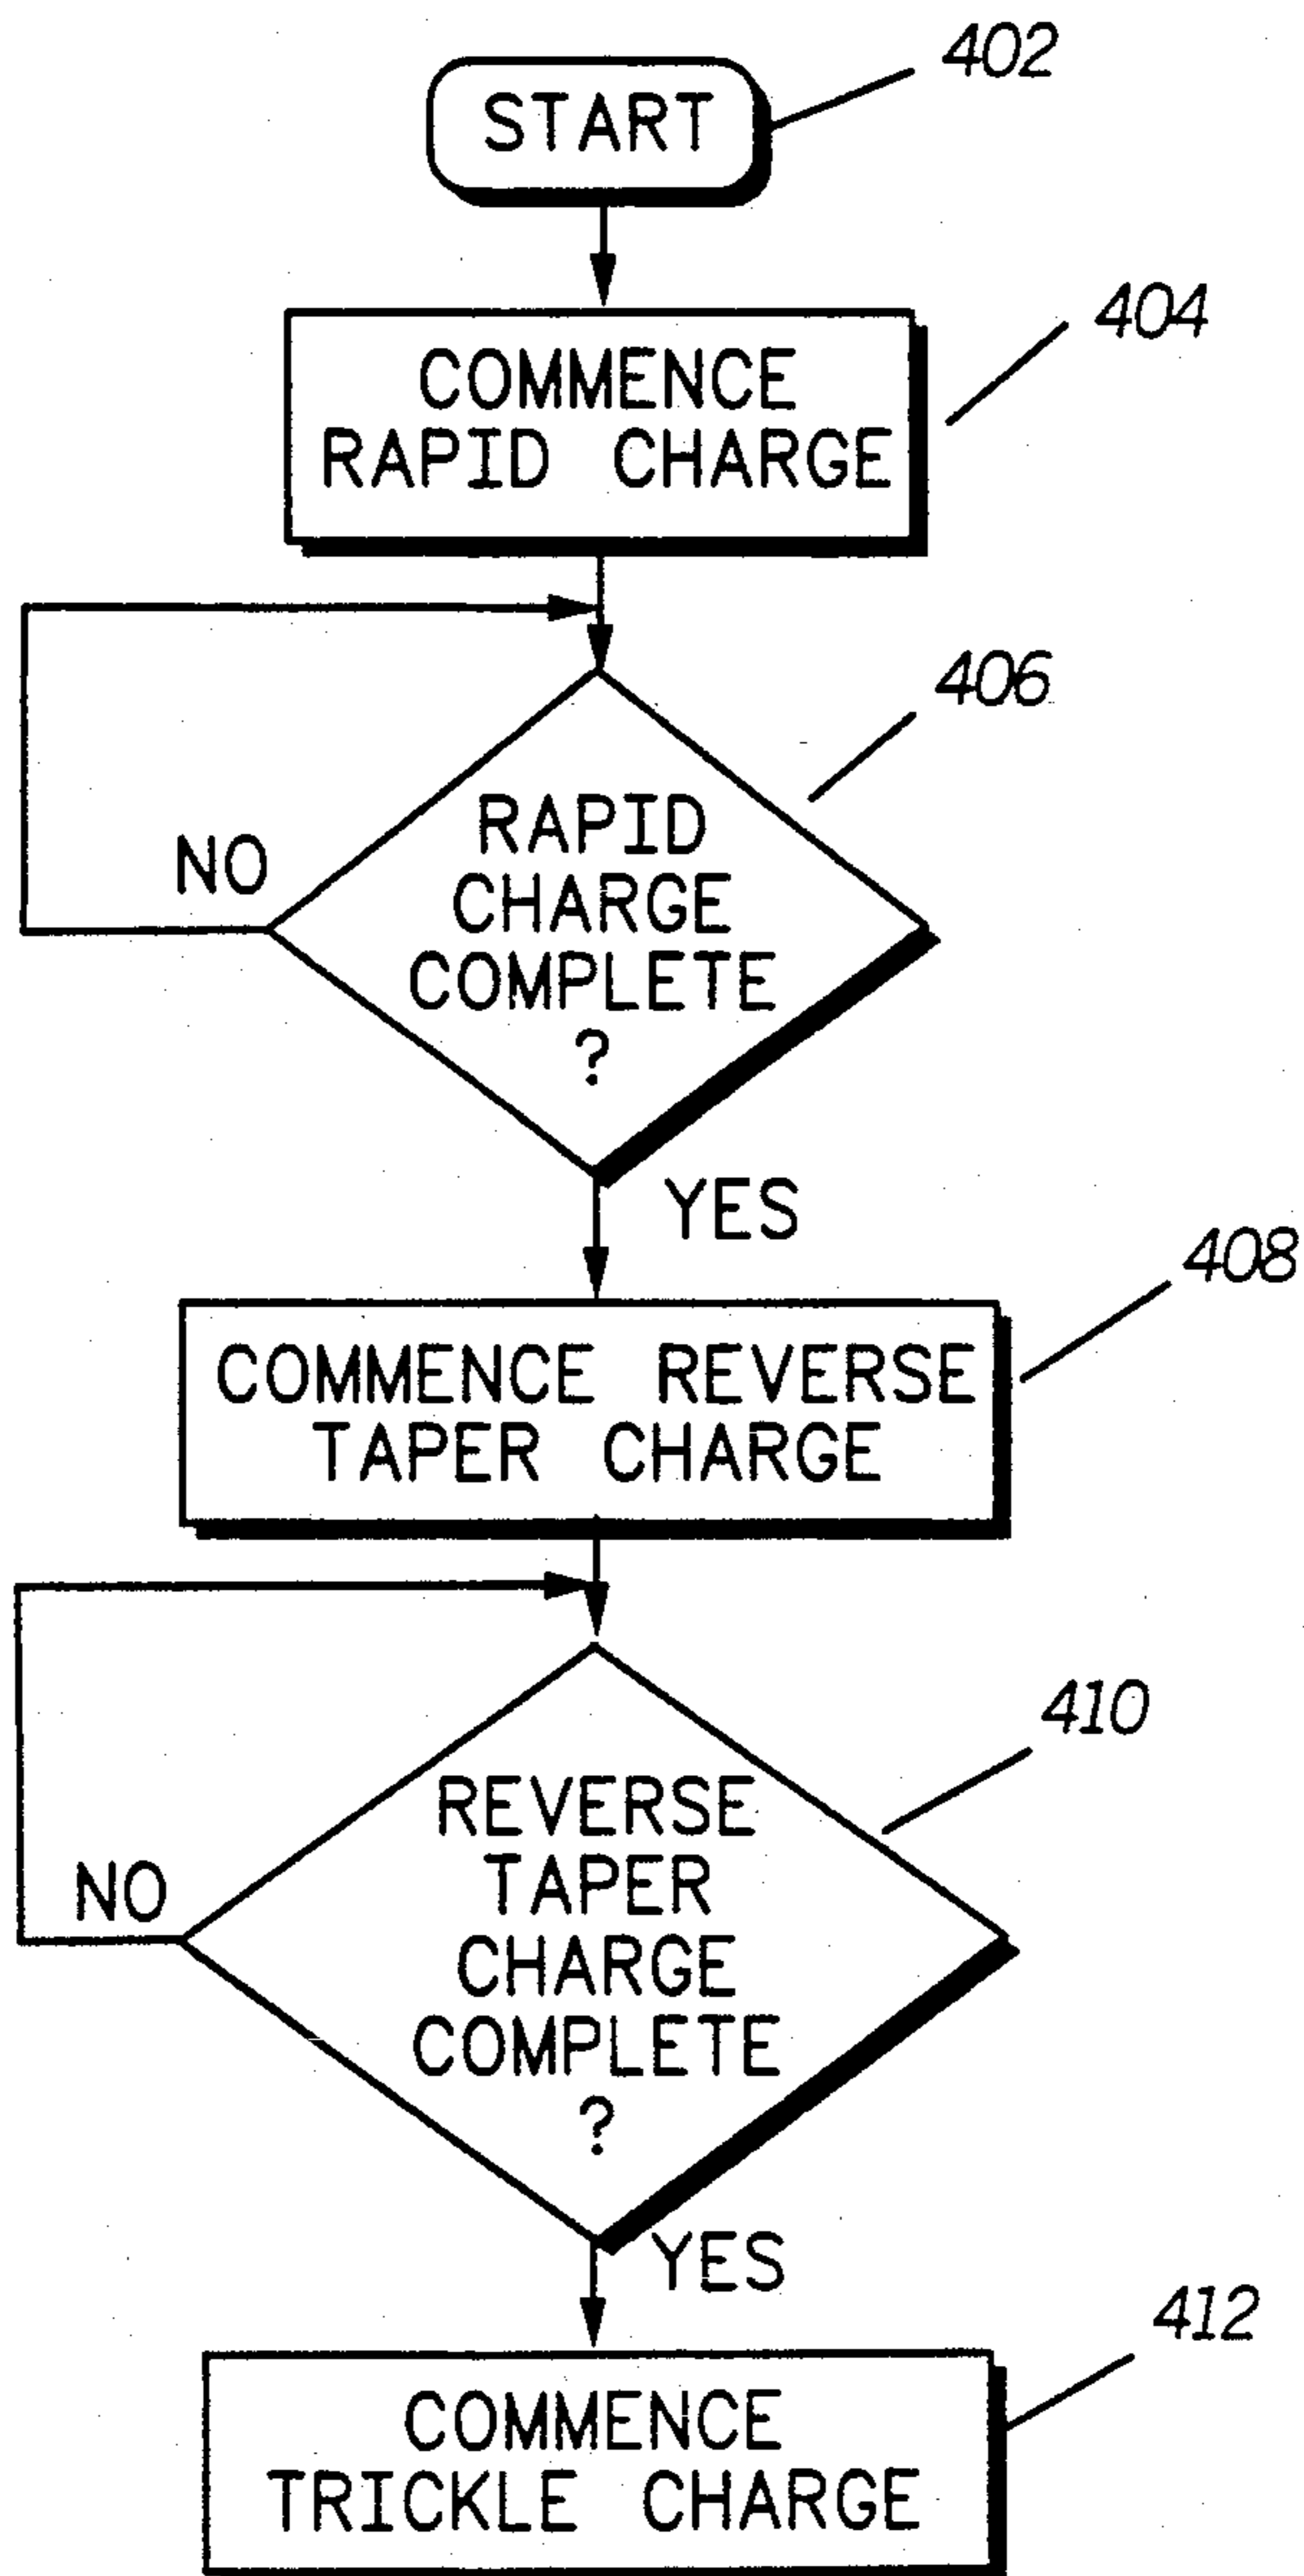 START
402
COMMENCE
RAPID CHARGE
404
406
RAPID
CHARGE
COMPLETE
?
NO
YES
408
COMMENCE REVERSE
TAPER CHARGE
410
REVERSE
TAPER
CHARGE
COMPLETE
?
NO
YES
412
COMMENCE
TRICKLE CHARGE